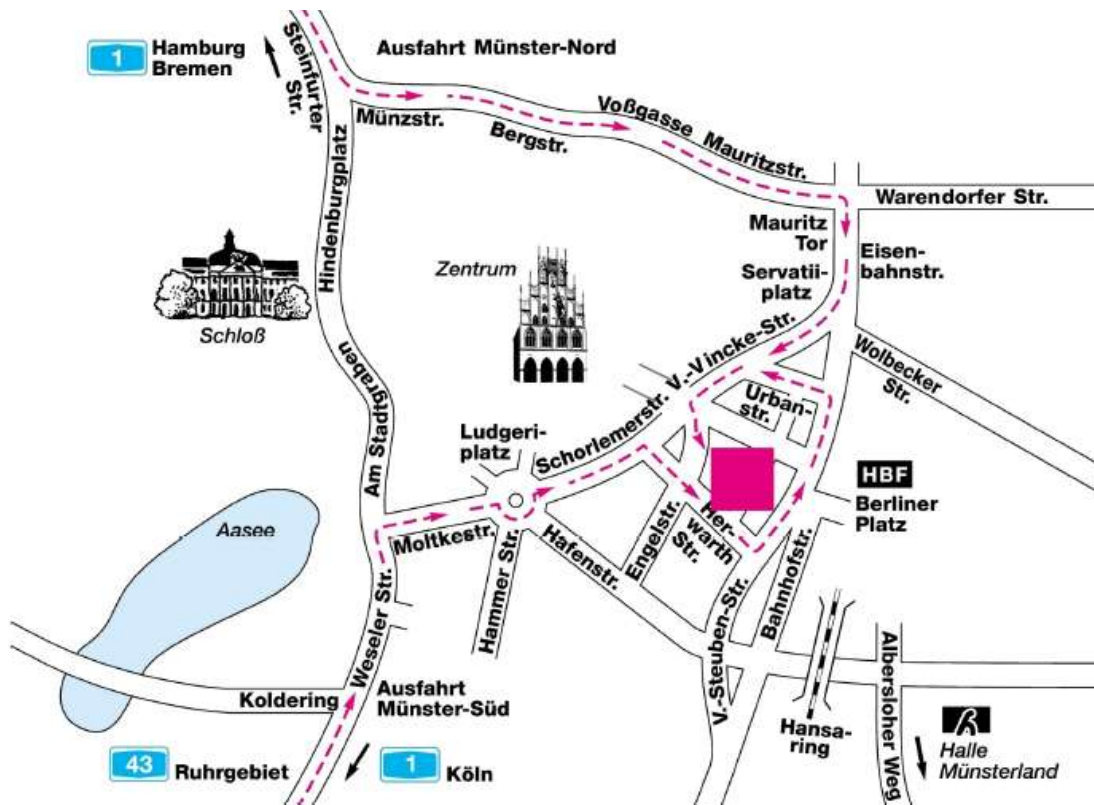 1
Hamburg
Bremen
Steinfurter
Str.
Ausfahrt Münster-Nord
Münzstr.
Bergstr.
Voßgasse
Mauritzstr.
Warendorfer Str.
Mauritz
Tor
Eisen-
bahnstr.
Servatii-
platz
Hindenburgplatz
Schloß
Zentrum
V.-Vincke-Str.
Wolbecker
Str.
Urban-
str.
Am Stadtgraben
Ludgeri-
platz
Schorlemerstr.
HBF
Berliner
Platz
Aasee
Moltkestr.
Hammer Str.
Hafenstr.
Engelstr.
Her-
warth
Str.
Bahnhofstr.
V.-Steuben-Str.
Weseler Str.
Koldering
Ausfahrt
Münster-Süd
Hansa-
ring
Albersloher Weg
Halle
Münsterland
43
Ruhrgebiet
1
Köln